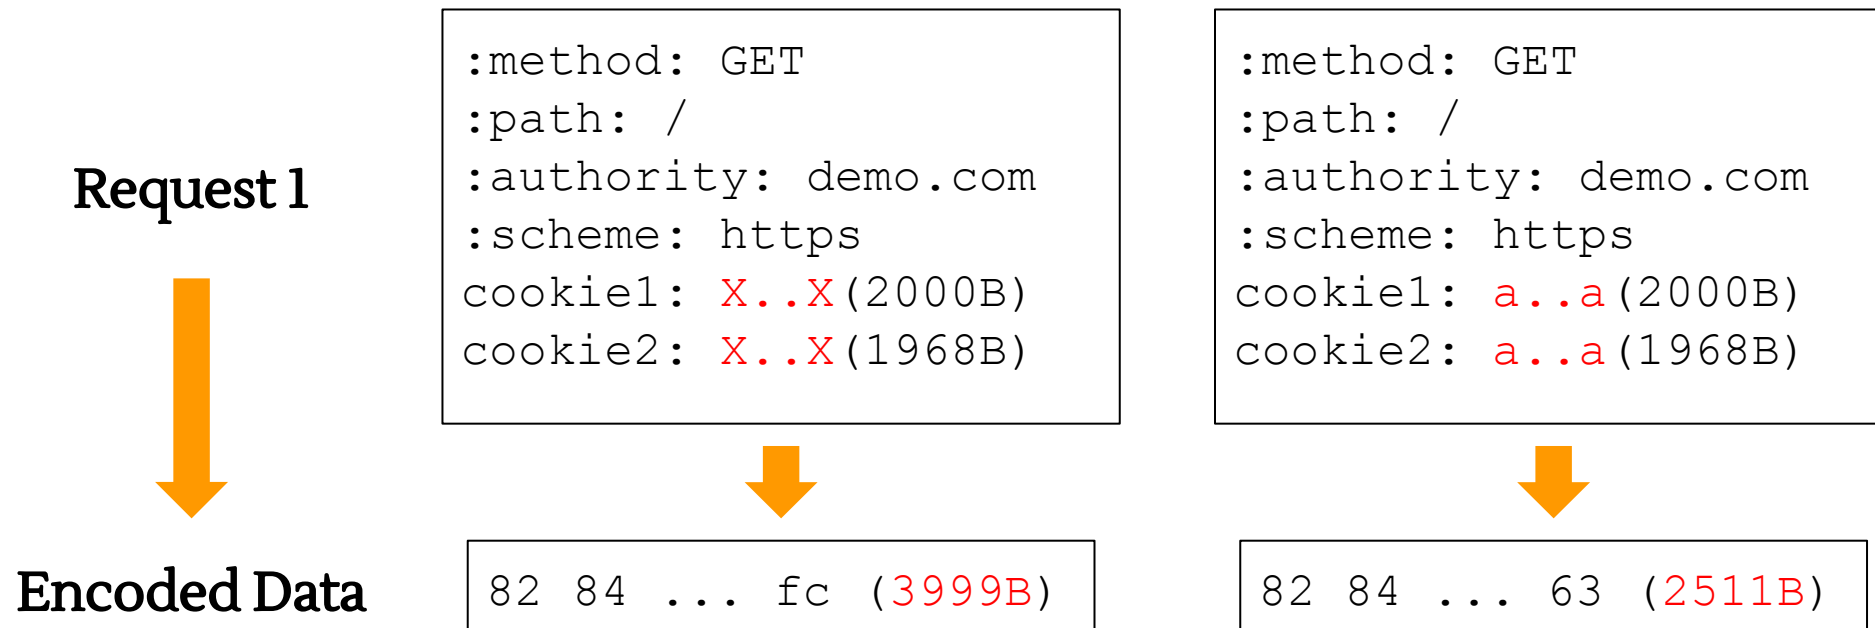 Request 1
:method: GET
:path: /
:authority: demo.com
:scheme: https
cookie1: X..X(2000B)
cookie2: X..X(1968B)
:method: GET
:path: /
:authority: demo.com
:scheme: https
cookie1: a..a(2000B)
cookie2: a..a(1968B)
Encoded Data
82 84 ... fc (3999B)
82 84 ... 63 (2511B)